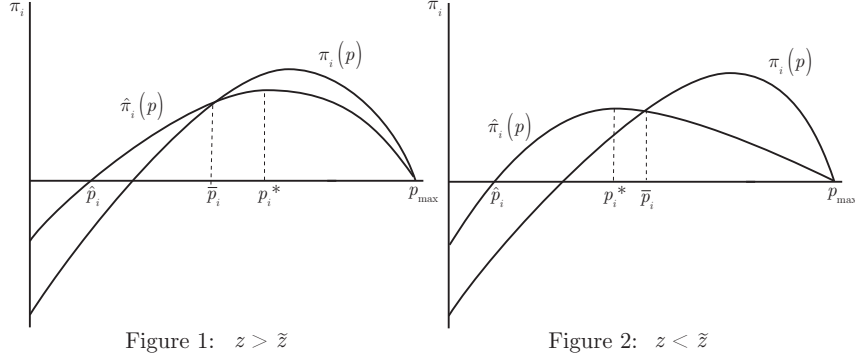 π_i
π_i(p)
π̂_i(p)
p̂_i
p̄_i
p_i*
p_max
Figure 1: z > z̃
π_i
π_i(p)
π̂_i(p)
p̂_i
p_i*
p̄_i
p_max
Figure 2: z < z̃